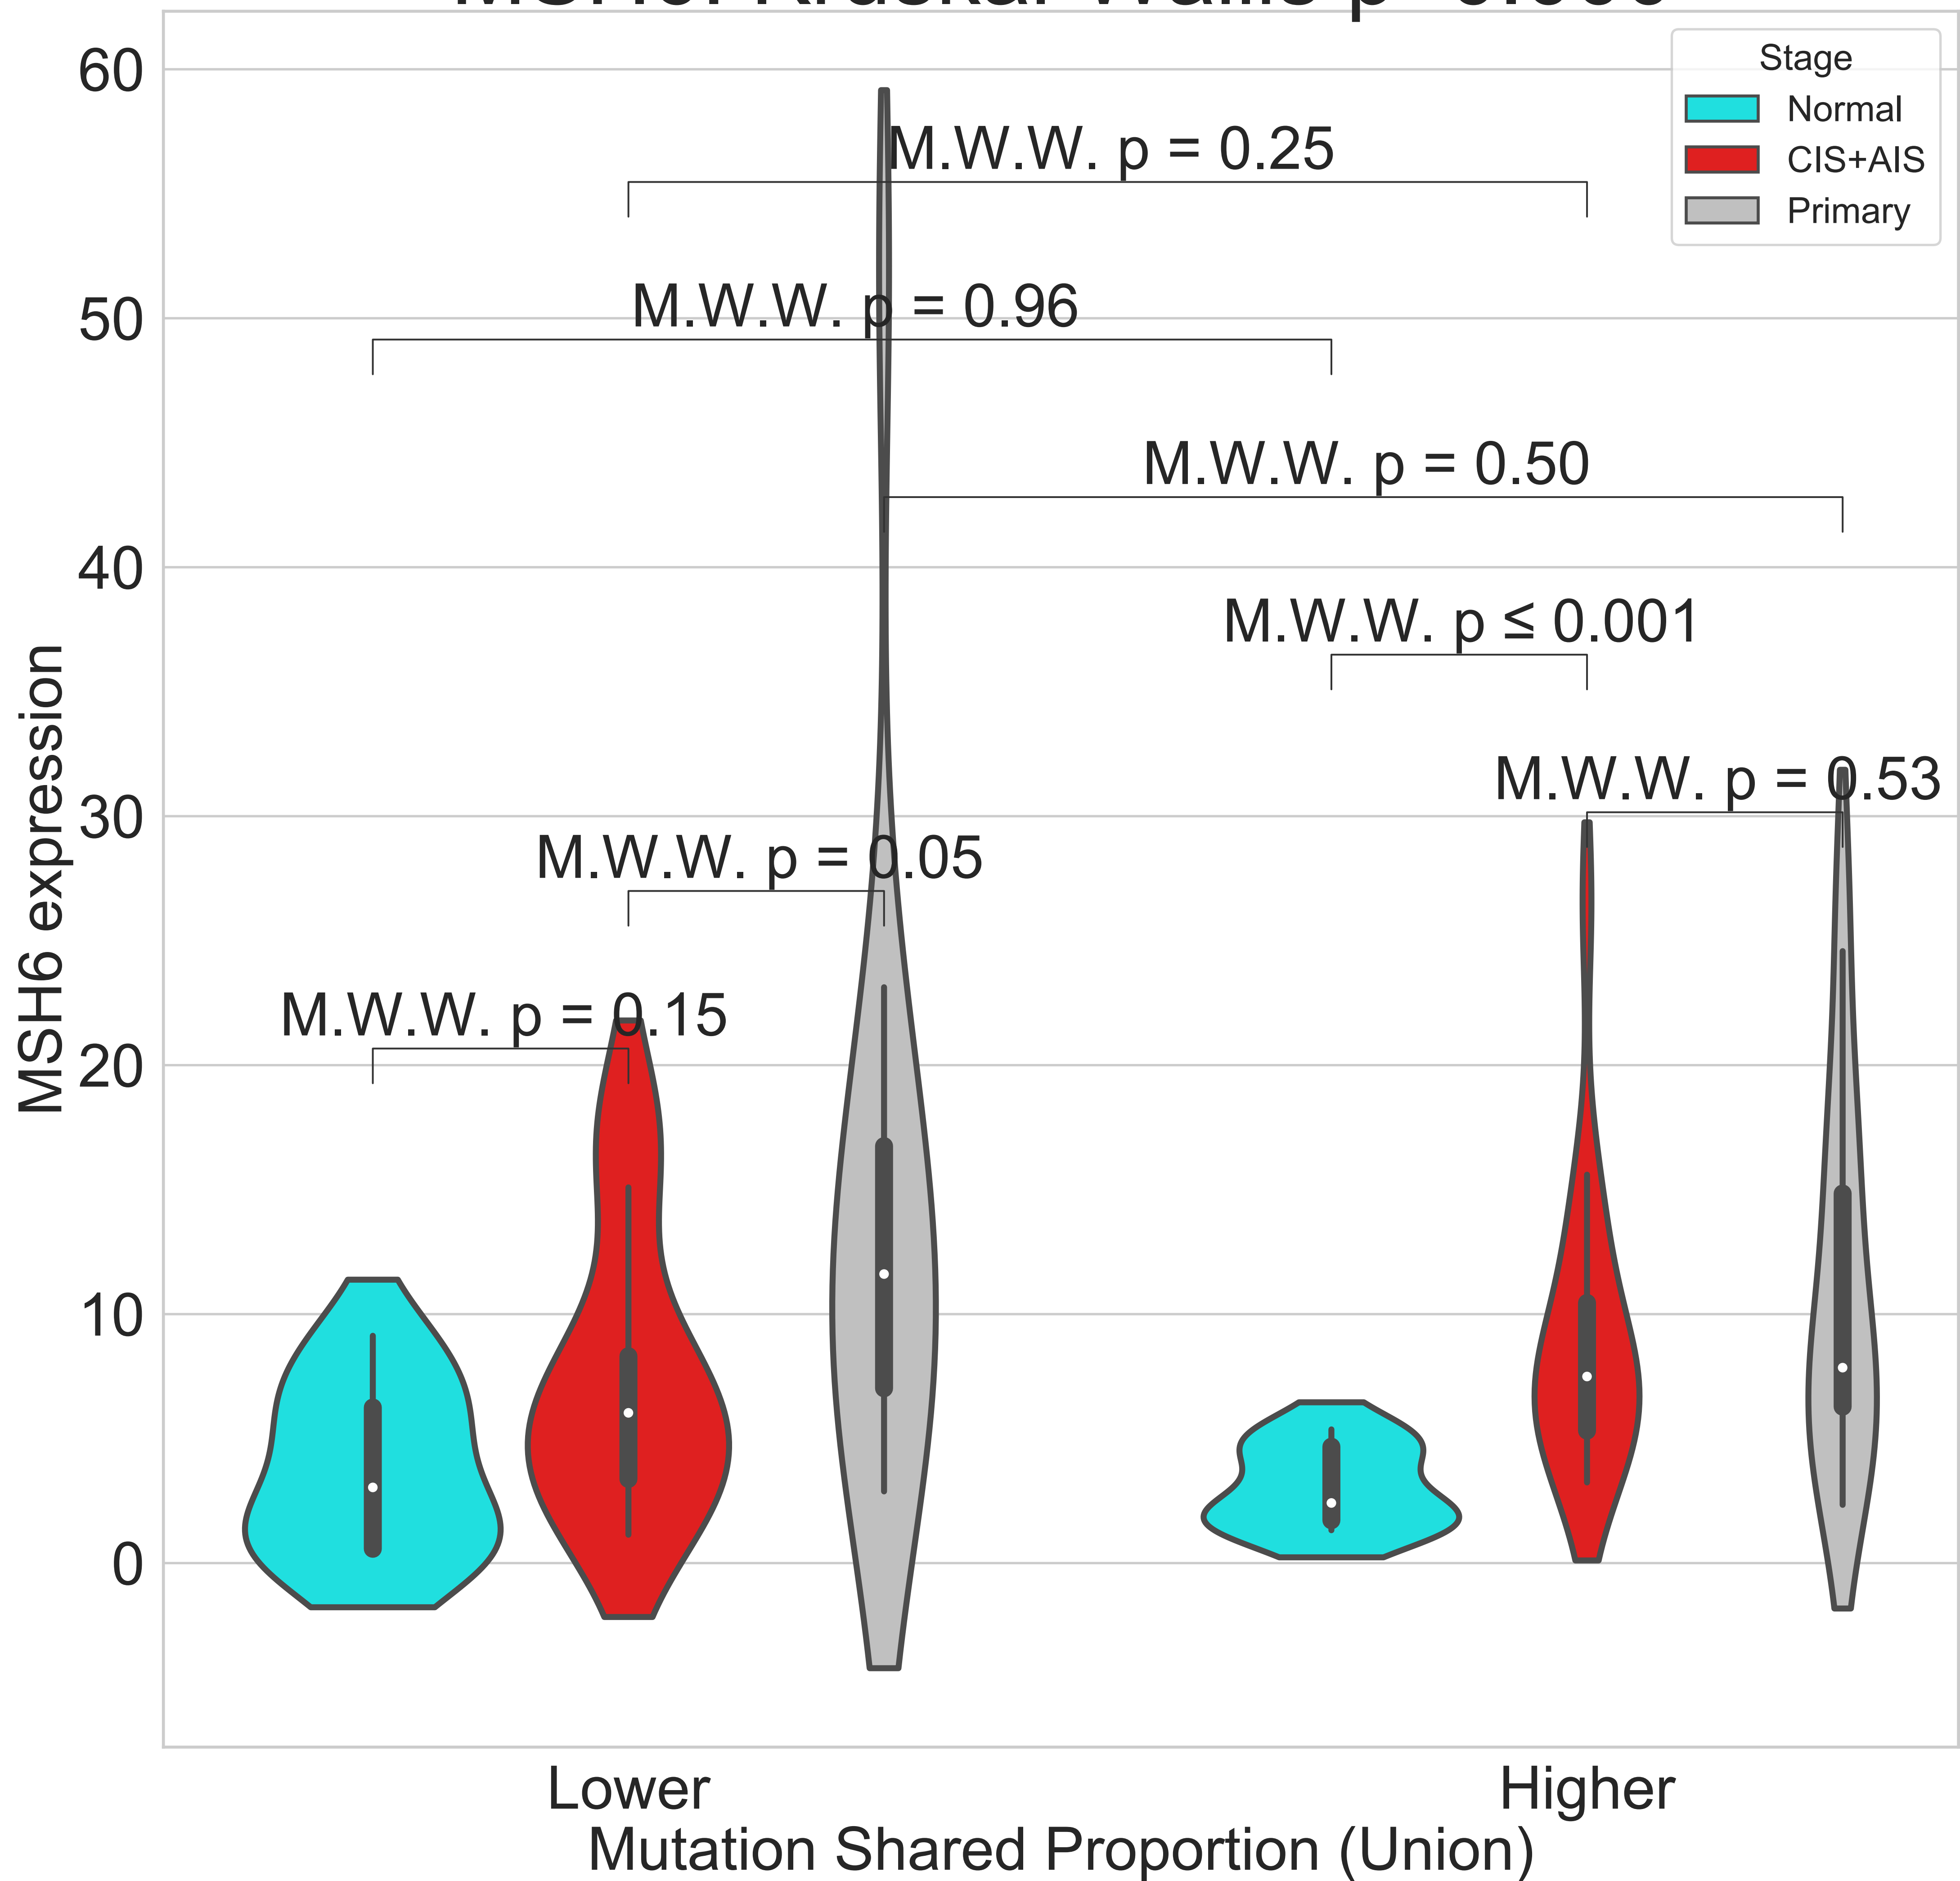 Stage
Normal
CIS+AIS
Primary
60
50
40
30
20
10
0
MSH6 expression
M.W.W. p = 0.25
M.W.W. p = 0.96
M.W.W. p = 0.50
M.W.W. p ≤ 0.001
M.W.W. p = 0.53
M.W.W. p = 0.05
M.W.W. p = 0.15
Lower
Higher
Mutation Shared Proportion (Union)